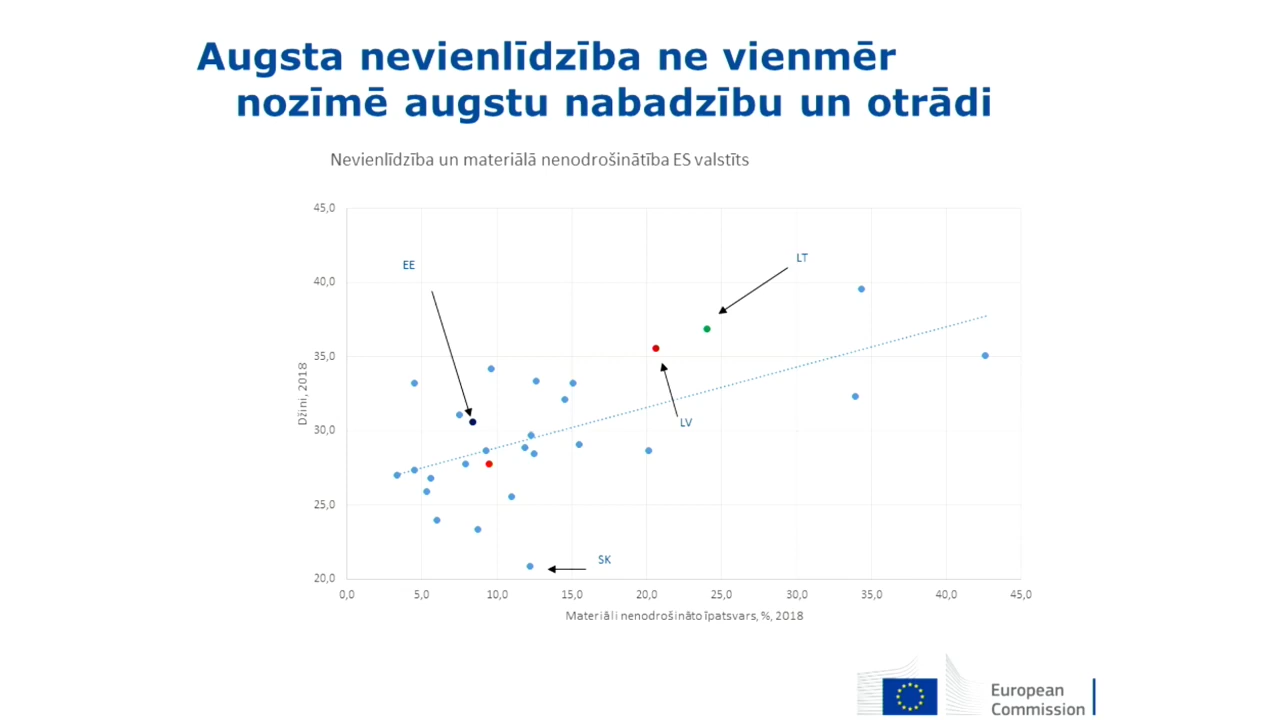 Augsta nevienlīdzība ne vienmēr
nozīmē augstu nabadzību un otrādi
Nevienlīdzība un materiālā nenodrošinātība ES valstīts
45,0
40,0
35,0
30,0
25,0
20,0
Džini, 2018
EE
LT
LV
SK
0,0 5,0 10,0 15,0 20,0 25,0 30,0 35,0 40,0 45,0
Materiāli nenodrošināto īpatsvars, %, 2018
European
Commission